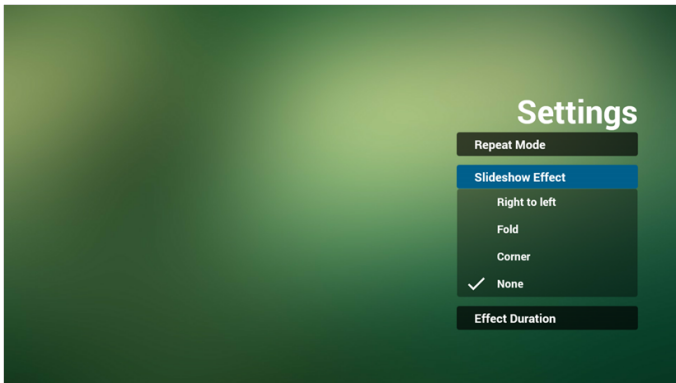 Settings
Repeat Mode
Slideshow Effect
Right to left
Fold
Corner
None
Effect Duration